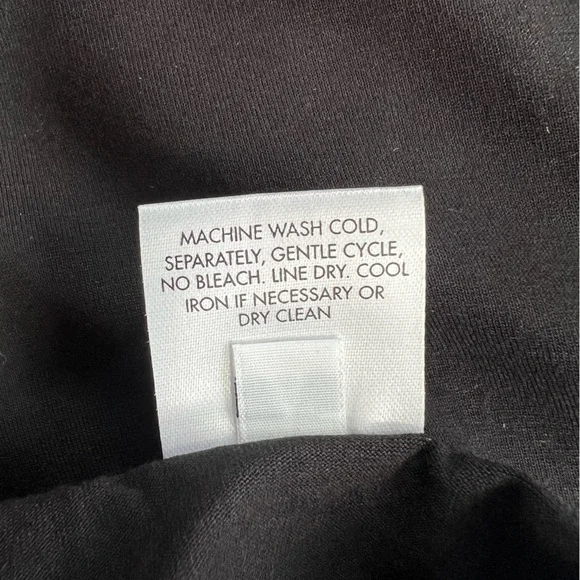 MACHINE WASH COLD,
SEPARATELY, GENTLE CYCLE,
NO BLEACH. LINE DRY. COOL
IRON IF NECESSARY OR
DRY CLEAN